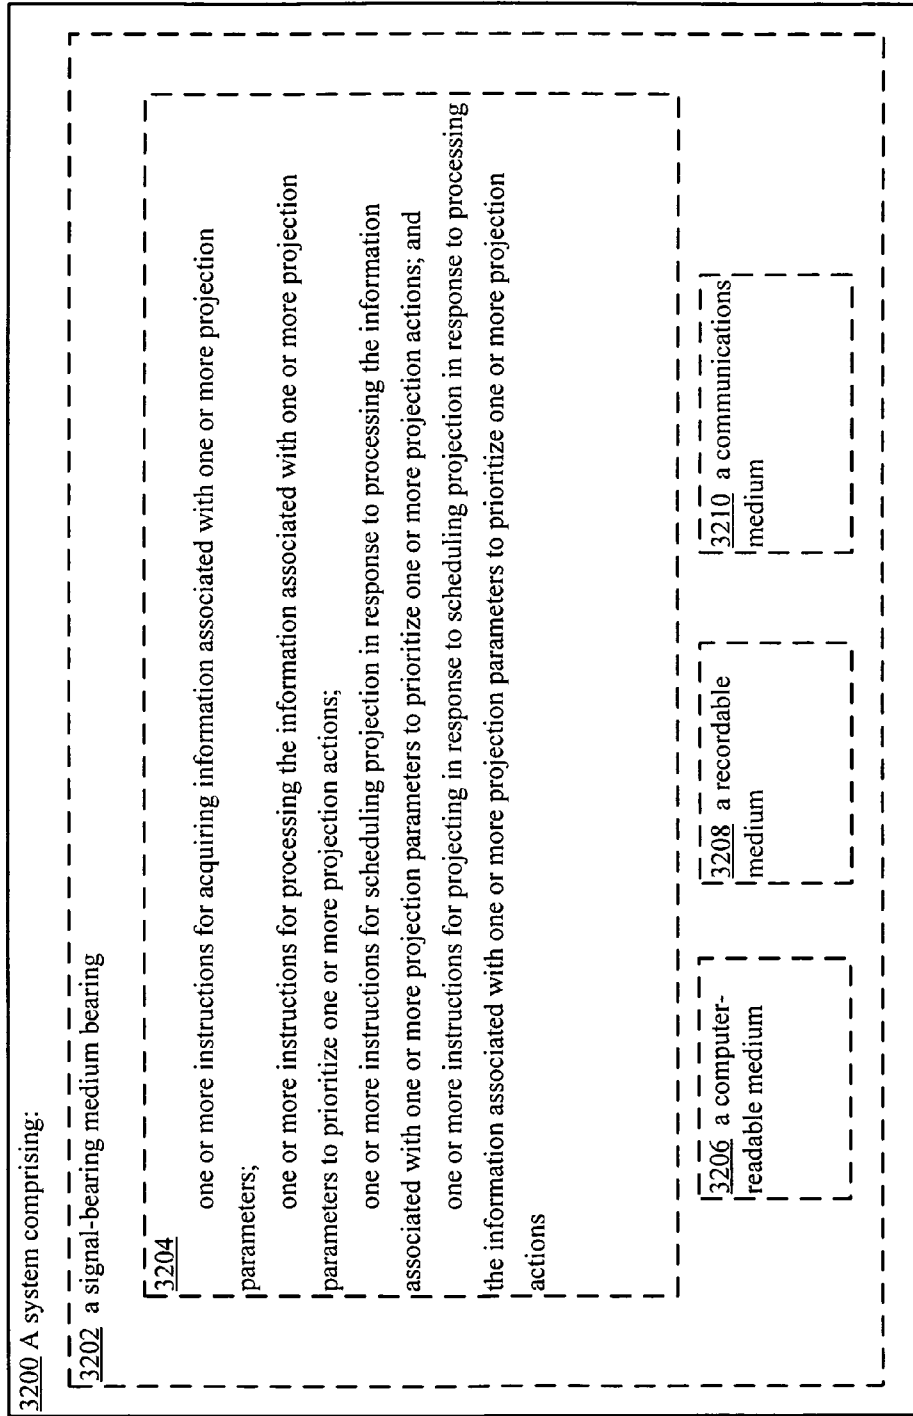 3200 A system comprising:
3202 a signal-bearing medium bearing
3204
one or more instructions for acquiring information associated with one or more projection
parameters;
one or more instructions for processing the information associated with one or more projection
parameters to prioritize one or more projection actions;
one or more instructions for scheduling projection in response to processing the information
associated with one or more projection parameters to prioritize one or more projection actions; and
one or more instructions for projecting in response to scheduling projection in response to processing
the information associated with one or more projection parameters to prioritize one or more projection
actions
3206 a computer-
readable medium
3208 a recordable
medium
3210 a communications
medium